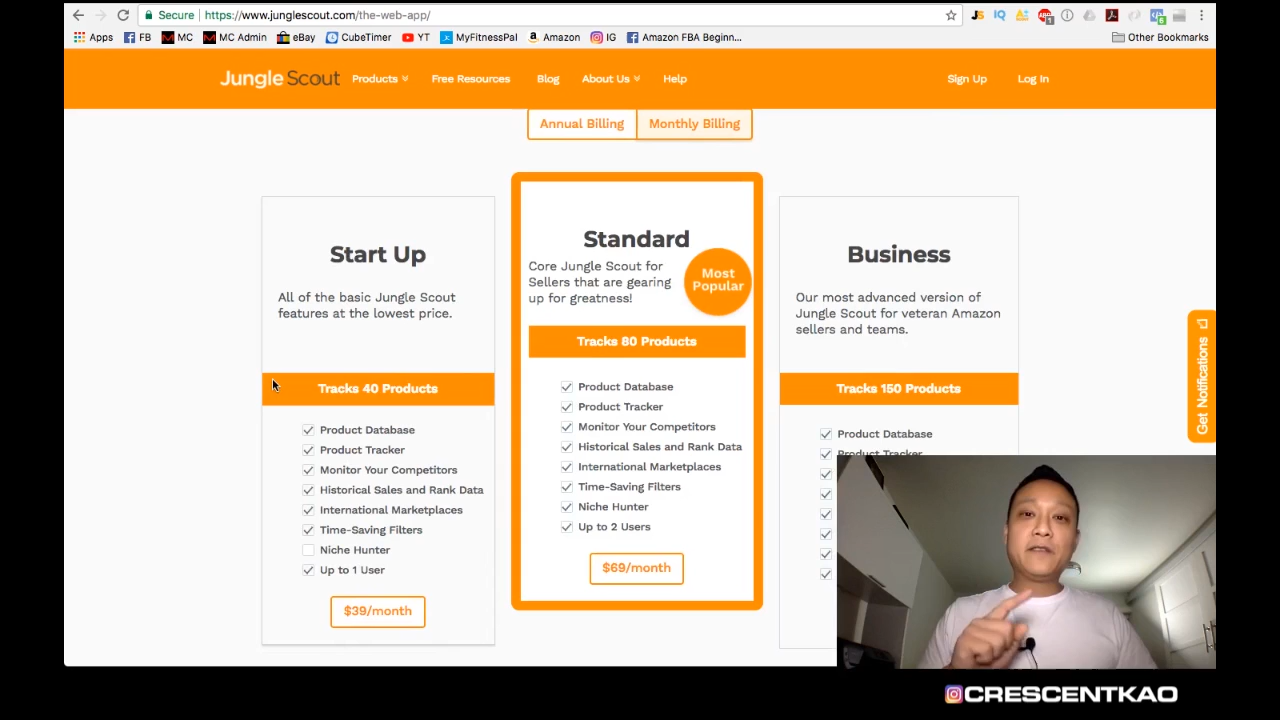 Secure https://www.junglescout.com/the-web-app/
Apps FB MC MC Admin eBay CubeTimer YT MyFitnessPal Amazon IG Amazon FBA Beginn... Other Bookmarks
Jungle Scout Products Free Resources Blog About Us Help Sign Up Log In
Annual Billing Monthly Billing
Start Up
All of the basic Jungle Scout
features at the lowest price.
Tracks 40 Products
Product Database
Product Tracker
Monitor Your Competitors
Historical Sales and Rank Data
International Marketplaces
Time-Saving Filters
Niche Hunter
Up to 1 User
$39/month
Standard
Core Jungle Scout for
Sellers that are gearing
up for greatness!
Most
Popular
Tracks 80 Products
Product Database
Product Tracker
Monitor Your Competitors
Historical Sales and Rank Data
International Marketplaces
Time-Saving Filters
Niche Hunter
Up to 2 Users
$69/month
Business
Our most advanced version of
Jungle Scout for veteran Amazon
sellers and teams.
Tracks 150 Products
Product Database
Product Tracker
Get Notifications
CRESCENTKAO